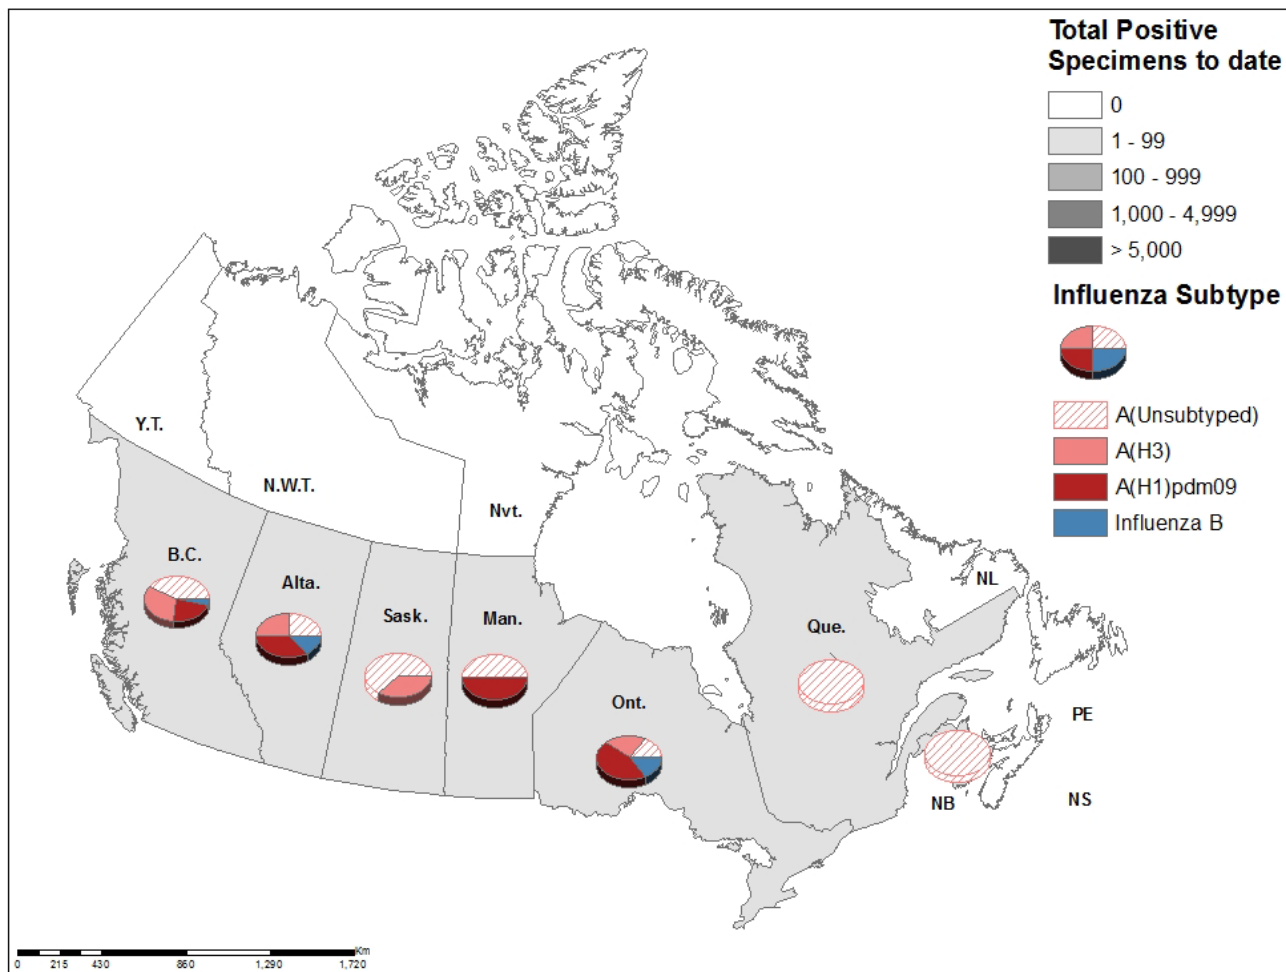 Total Positive
Specimens to date
0
1 - 99
100 - 999
1,000 - 4,999
> 5,000
Influenza Subtype
A(Unsubtyped)
A(H3)
A(H1)pdm09
Influenza B
Y.T.
N.W.T.
Nvt.
B.C.
Alta.
Sask.
Man.
Ont.
Que.
NL
PE
NB
NS
Km
0 215 430 860 1,290 1,720